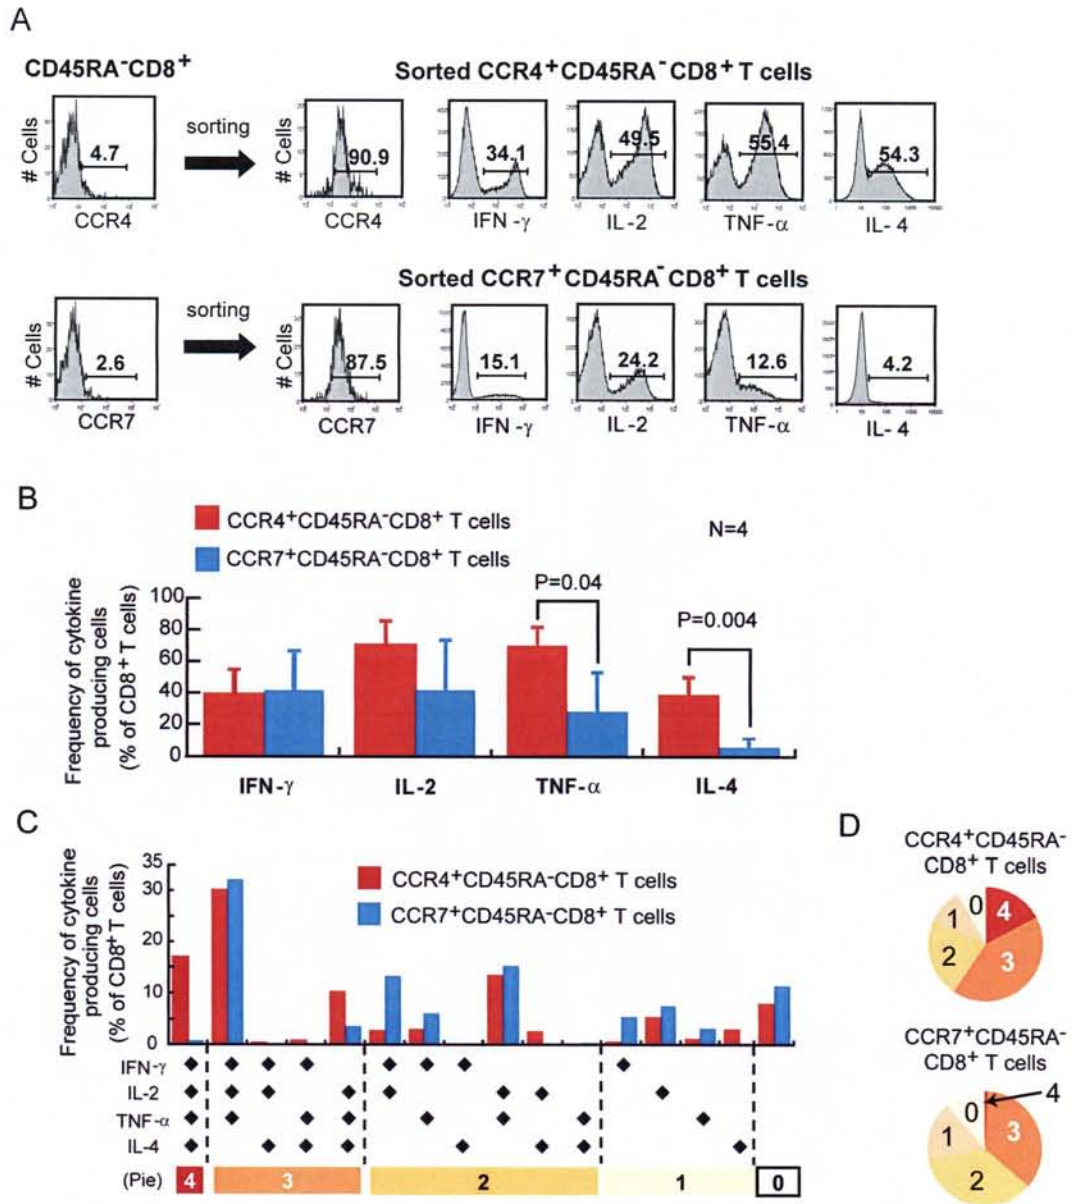 A
CD45RA⁻CD8⁺
Sorted CCR4⁺CD45RA⁻CD8⁺ T cells
# Cells
4.7
CCR4
sorting
# Cells
90.9
CCR4
34.1
IFN-γ
49.5
IL-2
55.4
TNF-α
54.3
IL-4
Sorted CCR7⁺CD45RA⁻CD8⁺ T cells
# Cells
2.6
CCR7
sorting
# Cells
87.5
CCR7
15.1
IFN-γ
24.2
IL-2
12.6
TNF-α
4.2
IL-4
B
CCR4⁺CD45RA⁻CD8⁺ T cells
CCR7⁺CD45RA⁻CD8⁺ T cells
N=4
P=0.04
P=0.004
Frequency of cytokine
producing cells
(% of CD8⁺ T cells)
100
80
60
40
20
0
IFN-γ
IL-2
TNF-α
IL-4
C
CCR4⁺CD45RA⁻CD8⁺ T cells
CCR7⁺CD45RA⁻CD8⁺ T cells
Frequency of cytokine
producing cells
(% of CD8⁺ T cells)
35
30
20
10
0
IFN-γ
IL-2
TNF-α
IL-4
(Pie) 4 3 2 1 0
D
CCR4⁺CD45RA⁻
CD8⁺ T cells
0
4
1
2
3
CCR7⁺CD45RA⁻
CD8⁺ T cells
4
0
3
1
2